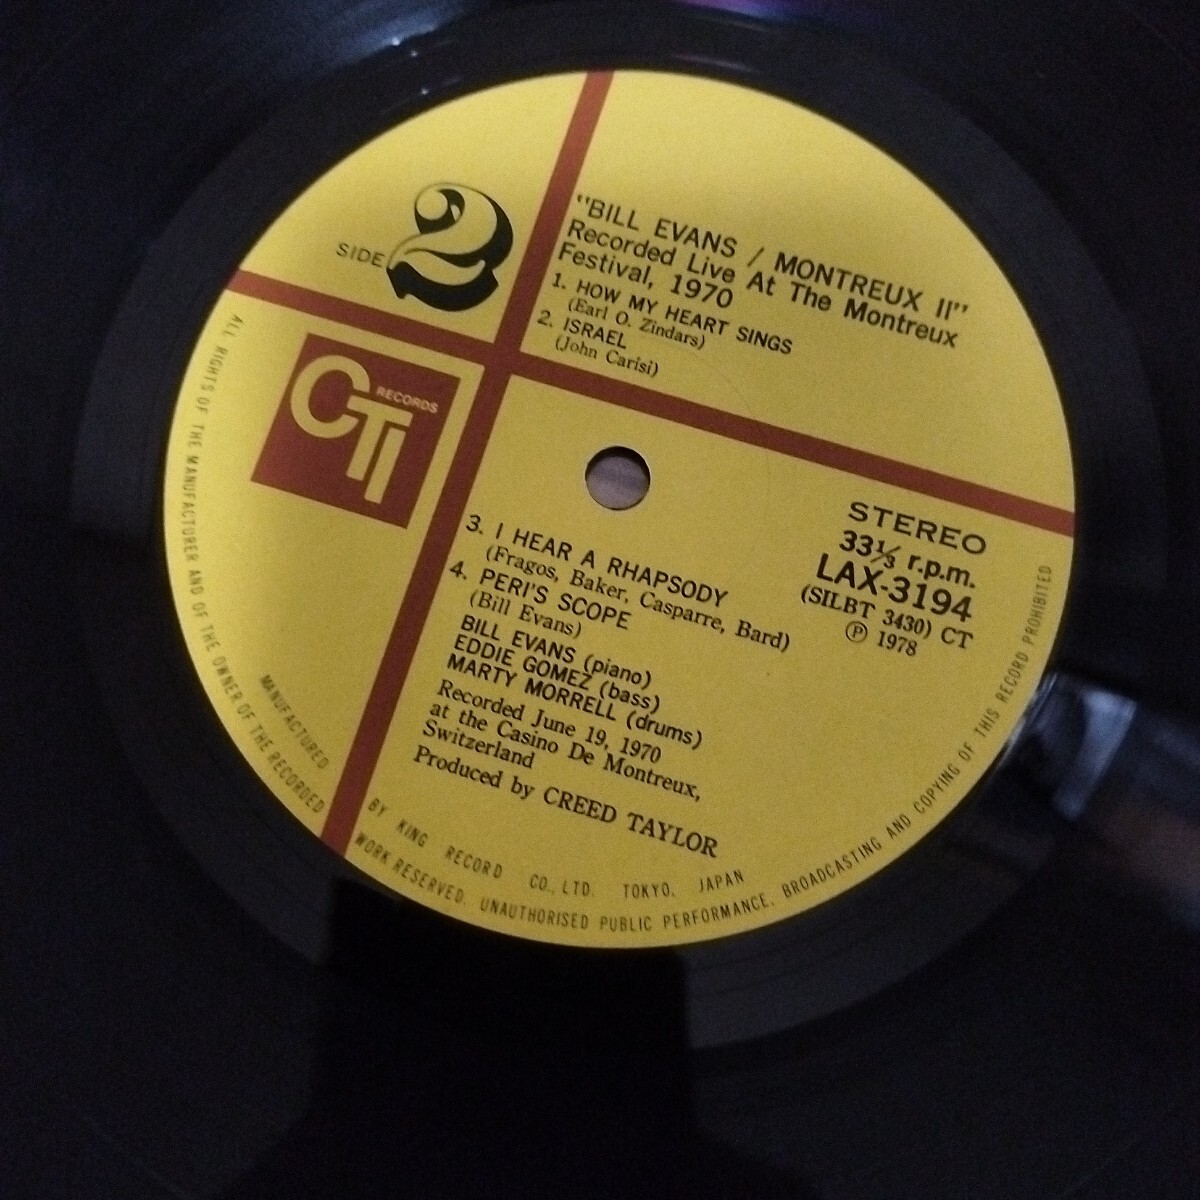 SIDE 2
"BILL EVANS / MONTREUX II"
Recorded Live At The Montreux
Festival, 1970
1. HOW MY HEART SINGS
(Earl O. Zindars)
2. ISRAEL
(John Carisi)
CTI RECORDS
STEREO
33⅓ r.p.m.
LAX-3194
(SILBT 3430) CT
Ⓟ 1978
3. I HEAR A RHAPSODY
(Fragos, Baker, Casparre, Bard)
4. PERI'S SCOPE
(Bill Evans)
BILL EVANS (piano)
EDDIE GOMEZ (bass)
MARTY MORRELL (drums)
Recorded June 19, 1970
at the Casino De Montreux,
Switzerland
Produced by CREED TAYLOR
MANUFACTURED BY KING RECORD CO., LTD. TOKYO, JAPAN
ALL RIGHTS OF THE MANUFACTURER AND OF THE OWNER OF THE RECORDED WORK RESERVED. UNAUTHORISED PUBLIC PERFORMANCE, BROADCASTING AND COPYING OF THIS RECORD PROHIBITED